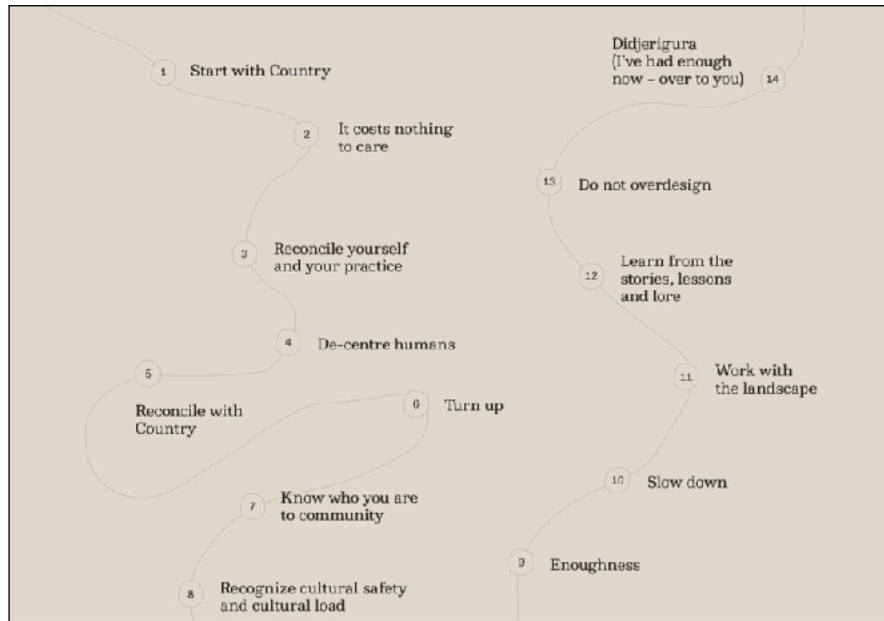 1
Start with Country
2
It costs nothing
to care
3
Reconcile yourself
and your practice
4
De-centre humans
5
Reconcile with
Country
6
Turn up
7
Know who you are
to community
8
Recognize cultural safety
and cultural load
9
Enoughness
10
Slow down
11
Work with
the landscape
12
Learn from the
stories, lessons
and lore
13
Do not overdesign
14
Didjerigura
(I've had enough
now – over to you)